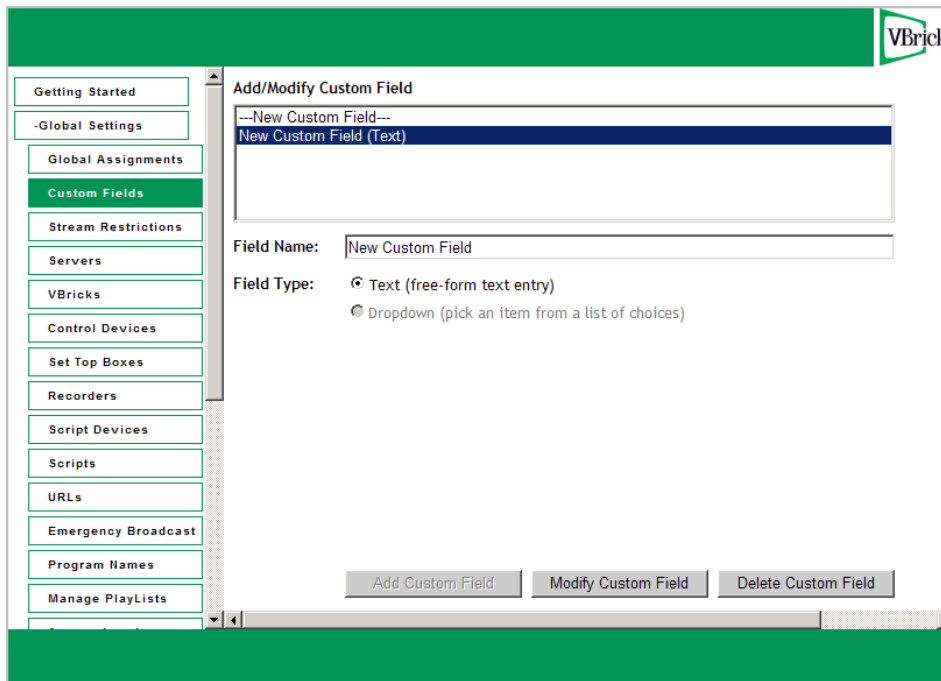 VBrick
Getting Started
-Global Settings
Global Assignments
Custom Fields
Stream Restrictions
Servers
VBricks
Control Devices
Set Top Boxes
Recorders
Script Devices
Scripts
URLs
Emergency Broadcast
Program Names
Manage PlayLists
Add/Modify Custom Field
---New Custom Field---
New Custom Field (Text)
Field Name: New Custom Field
Field Type: Text (free-form text entry)
Dropdown (pick an item from a list of choices)
Add Custom Field Modify Custom Field Delete Custom Field